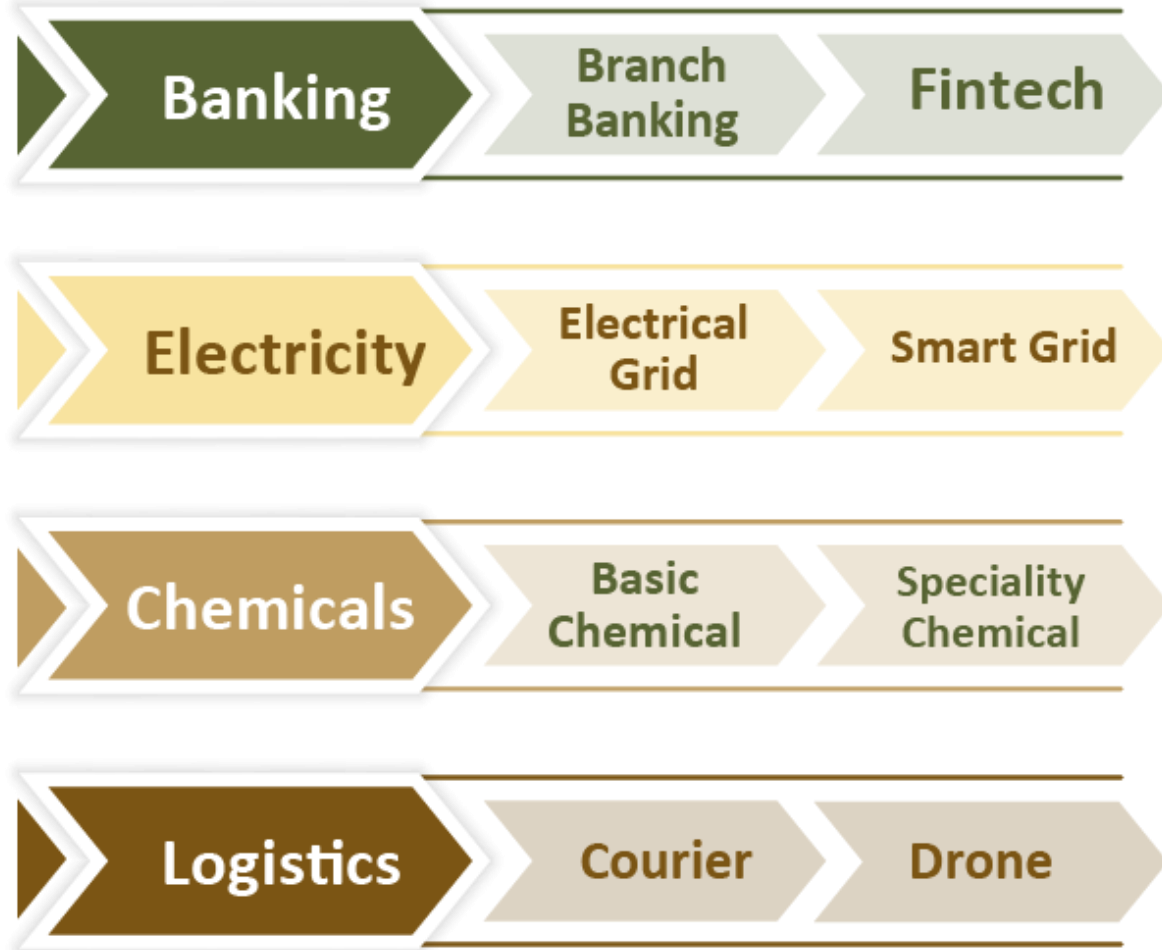 Banking
Branch
Banking
Fintech
Electricity
Electrical
Grid
Smart Grid
Chemicals
Basic
Chemical
Speciality
Chemical
Logistics
Courier
Drone